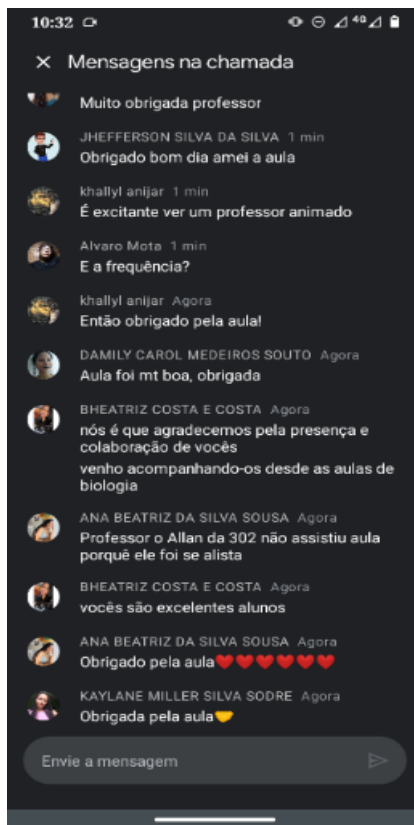 10:32
4G
Mensagens na chamada
Muito obrigada professor
JHEFFERSON SILVA DA SILVA 1 min
Obrigado bom dia amei a aula
khallyl anijar 1 min
É excitante ver um professor animado
Alvaro Mota 1 min
E a frequência?
khallyl anijar Agora
Então obrigado pela aula!
DAMILY CAROL MEDEIROS SOUTO Agora
Aula foi mt boa, obrigada
BHEATRIZ COSTA E COSTA Agora
nós é que agradecemos pela presença e
colaboração de vocês
venho acompanhando-os desde as aulas de
biologia
ANA BEATRIZ DA SILVA SOUSA Agora
Professor o Allan da 302 não assistiu aula
porquê ele foi se alista
BHEATRIZ COSTA E COSTA Agora
vocês são excelentes alunos
ANA BEATRIZ DA SILVA SOUSA Agora
Obrigado pela aula❤️❤️❤️❤️❤️❤️
KAYLANE MILLER SILVA SODRE Agora
Obrigada pela aula🤝
Envie a mensagem